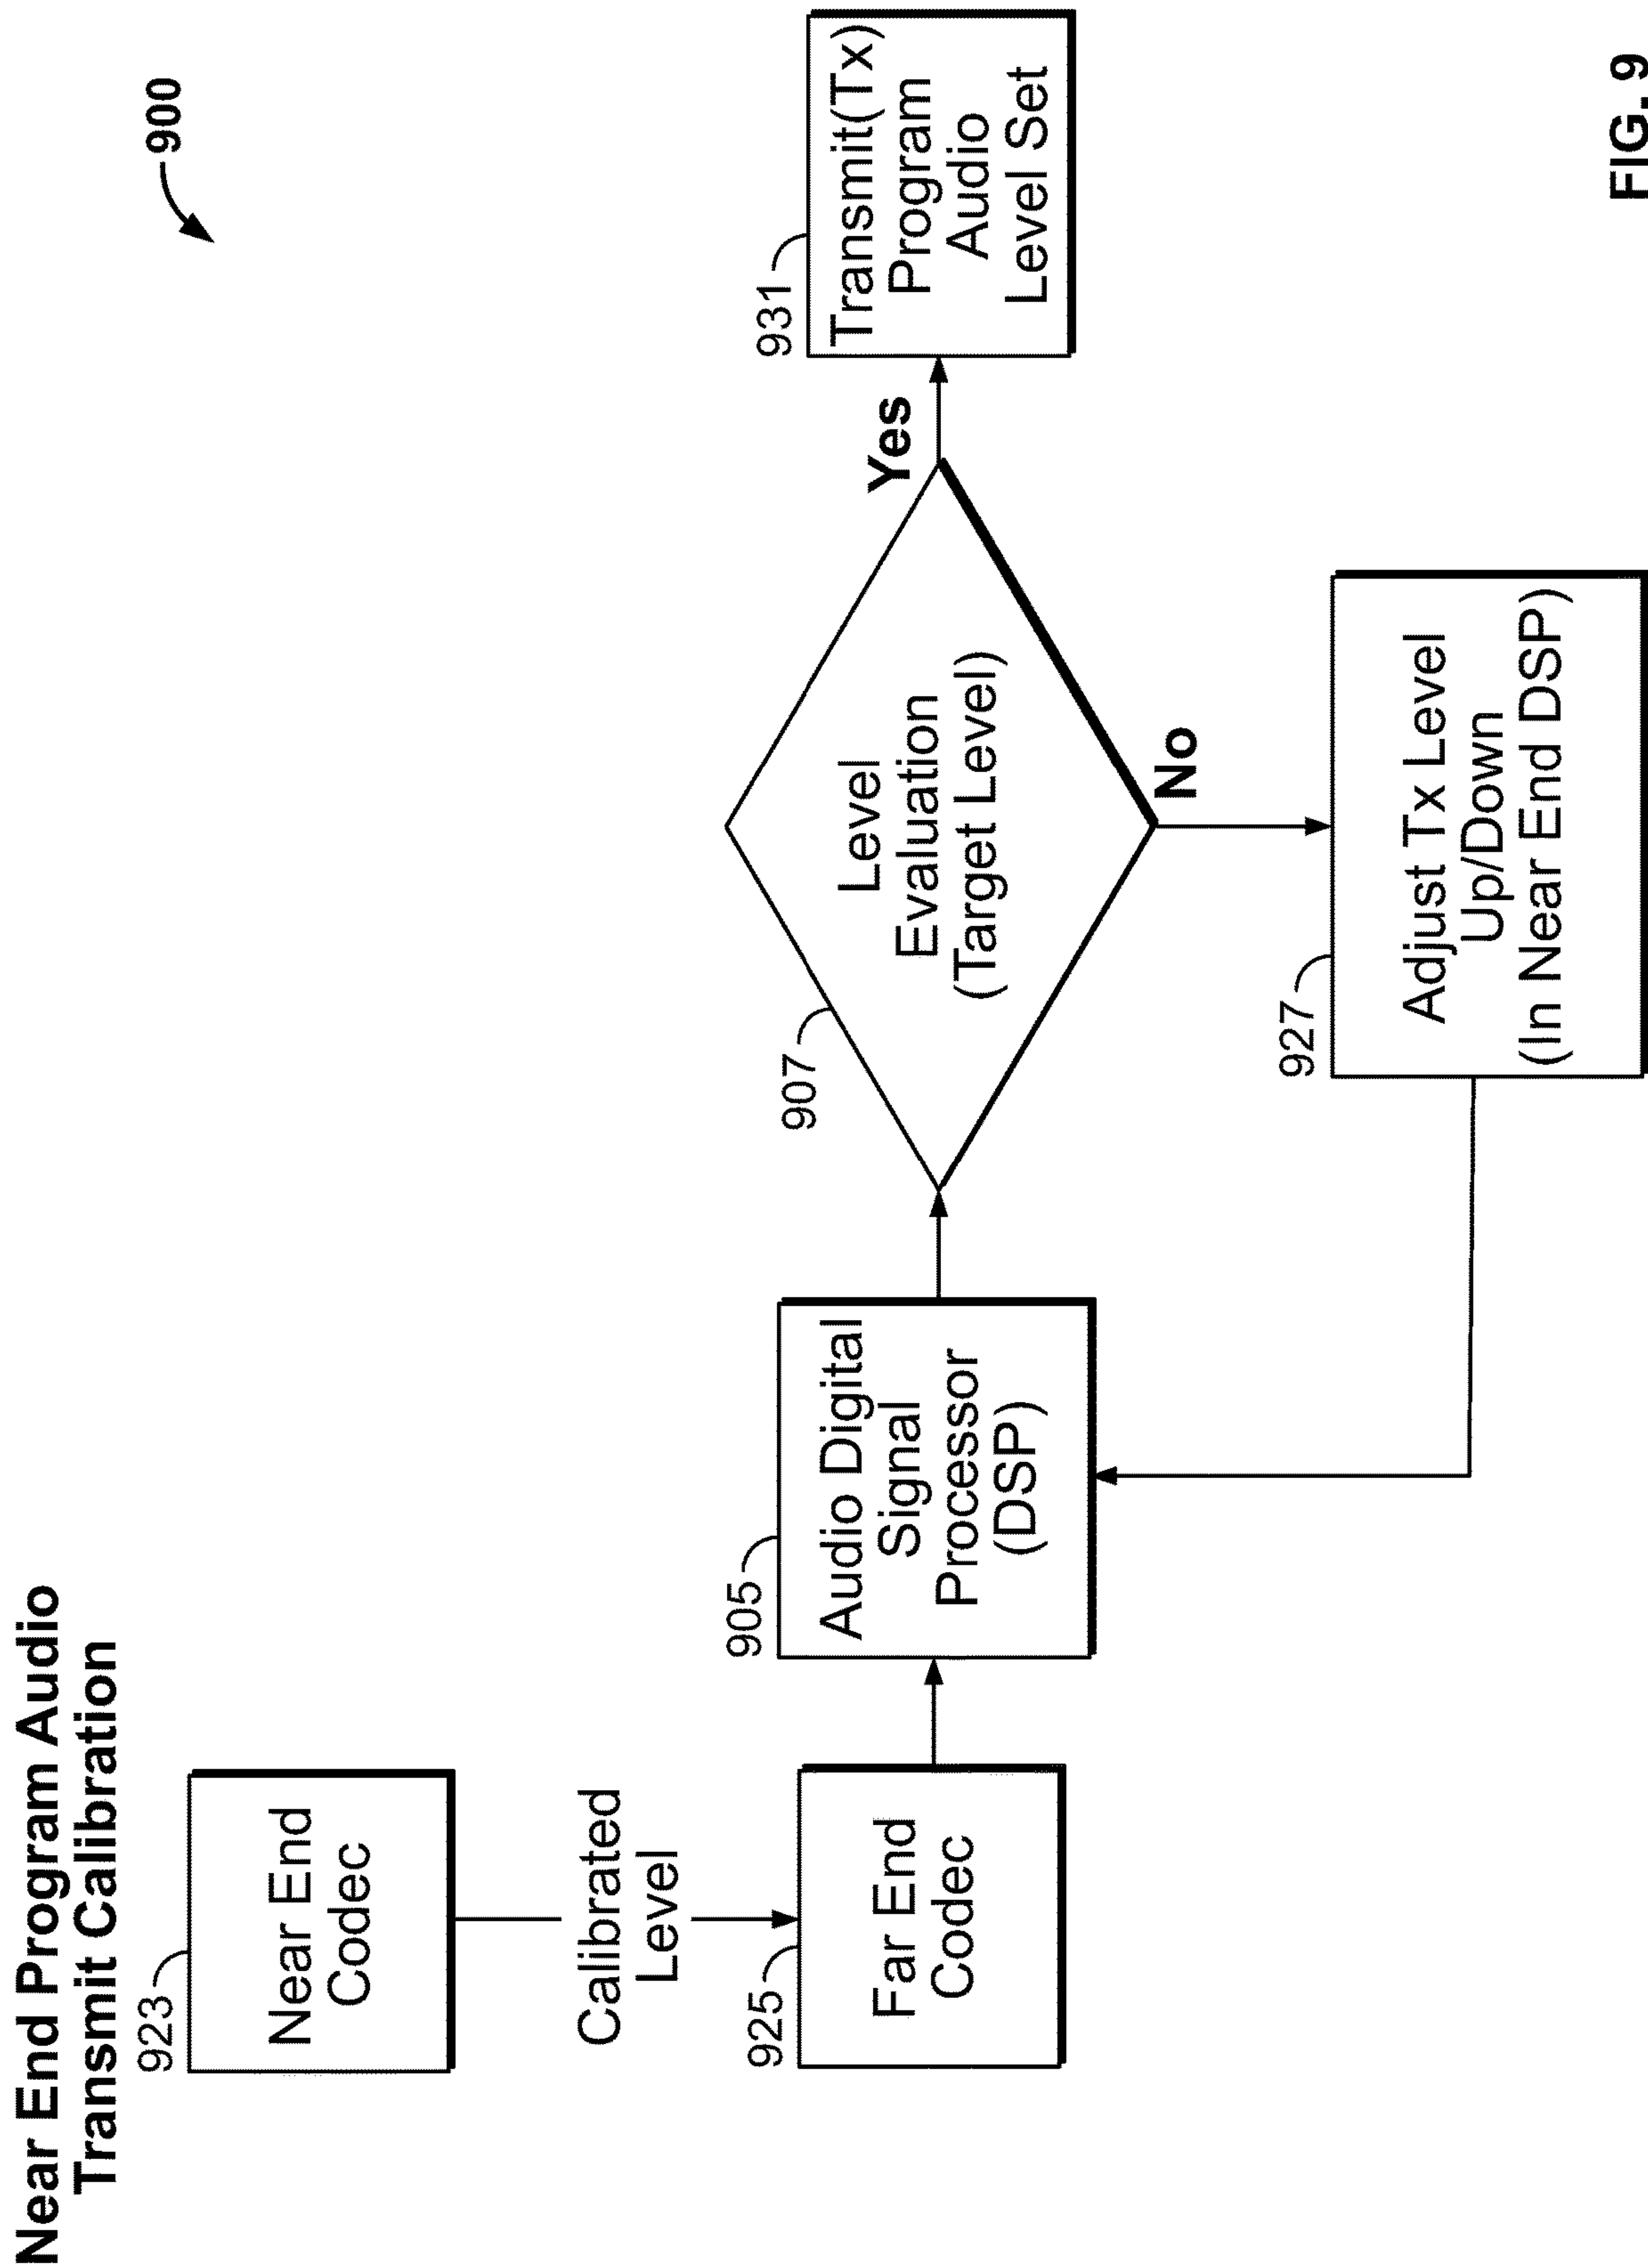 Near End Program Audio
Transmit Calibration
900
923
Near End
Codec
Calibrated
Level
925
Far End
Codec
905
Audio Digital
Signal
Processor
(DSP)
907
Level
Evaluation
(Target Level)
Yes
931
Transmit(Tx)
Program
Audio
Level Set
No
927
Adjust Tx Level
Up/Down
(In Near End DSP)
FIG. 9